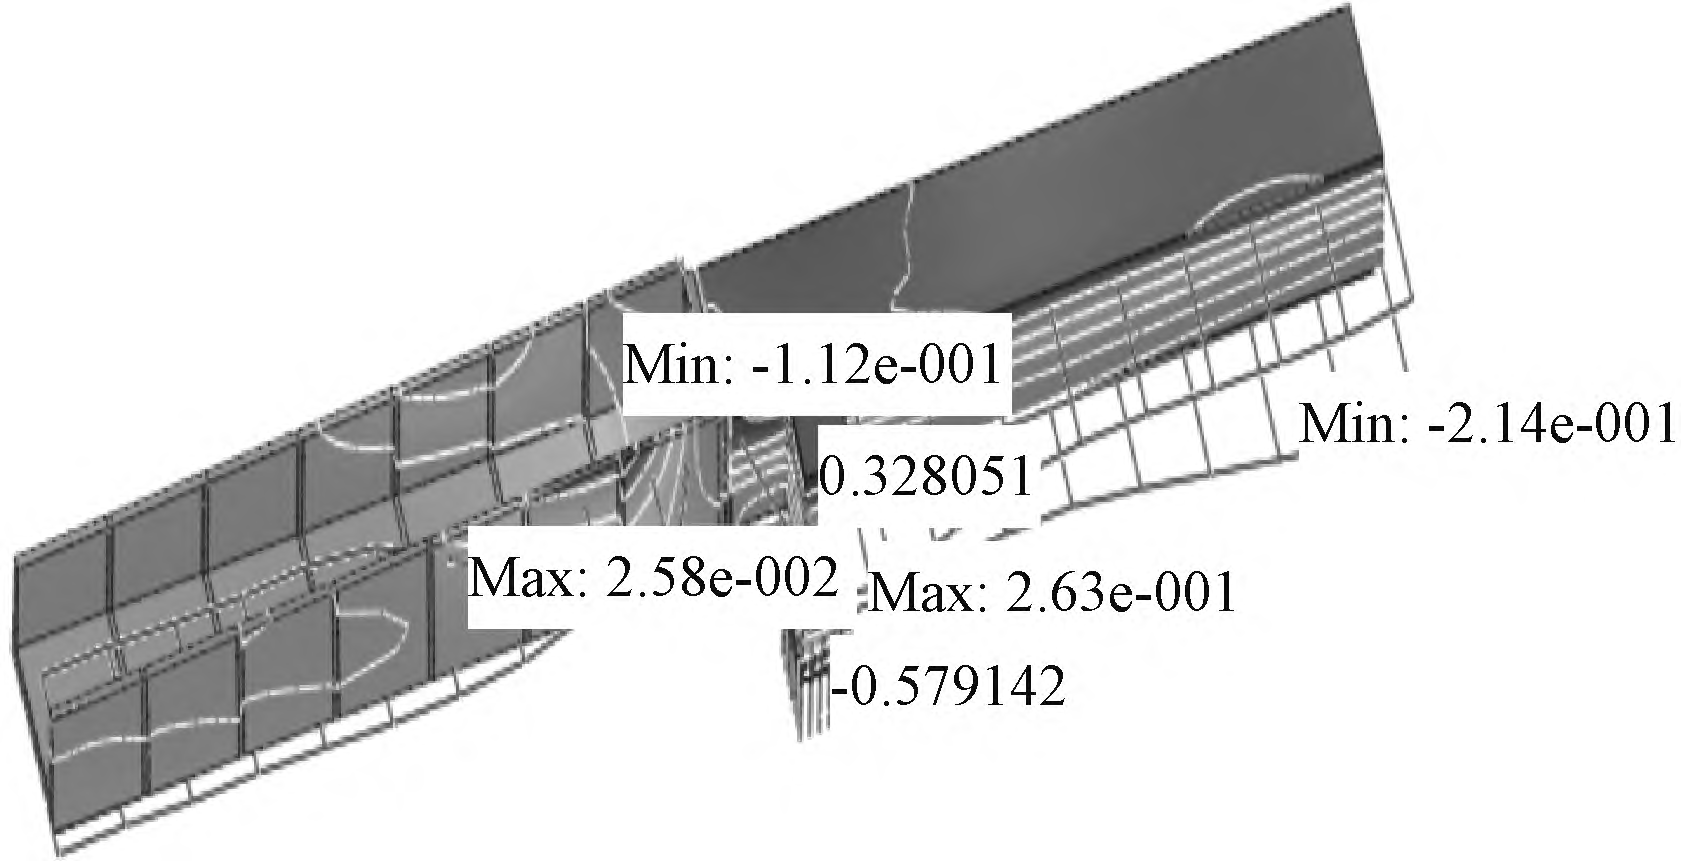 Min: -1.12e-001
Min: -2.14e-001
0.328051
Max: 2.58e-002
Max: 2.63e-001
-0.579142